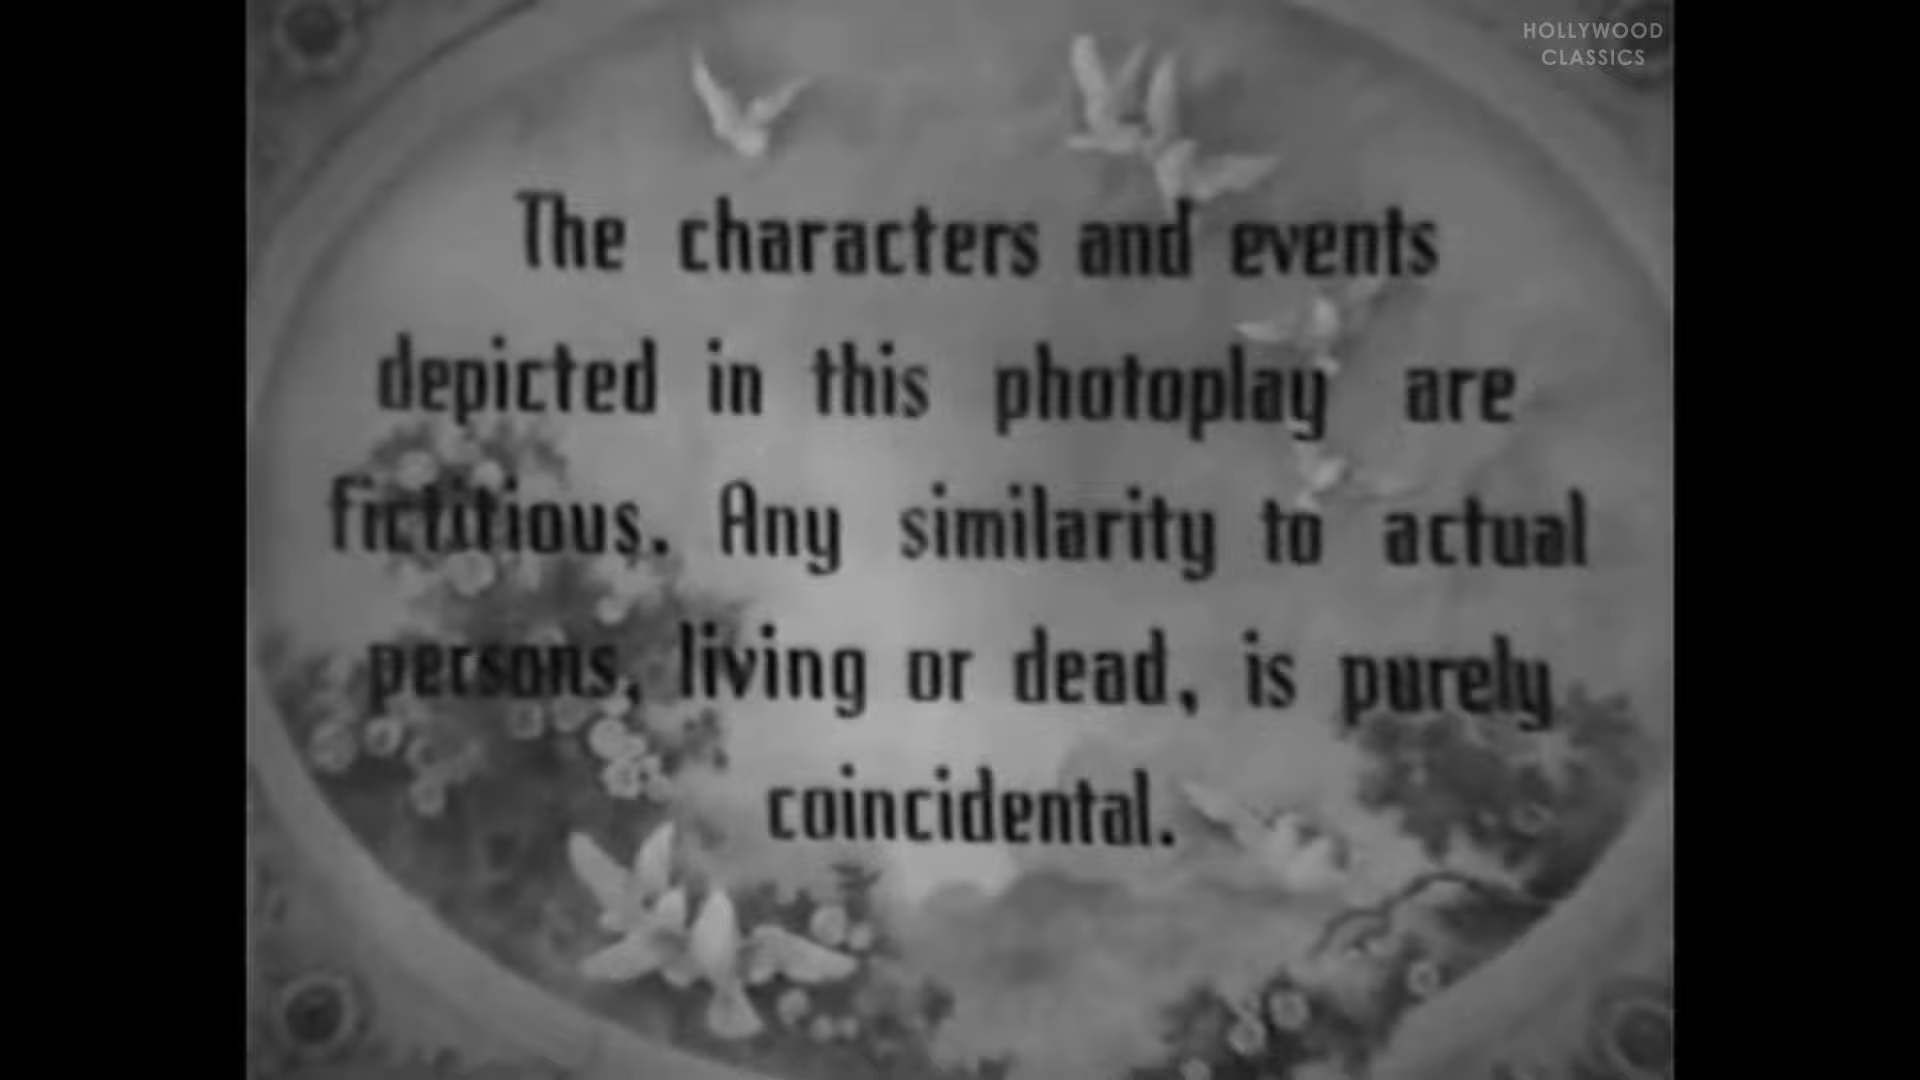 HOLLYWOOD
CLASSICS
The characters and events
depicted in this photoplay are
fictitious. Any similarity to actual
persons, living or dead, is purely
coincidental.